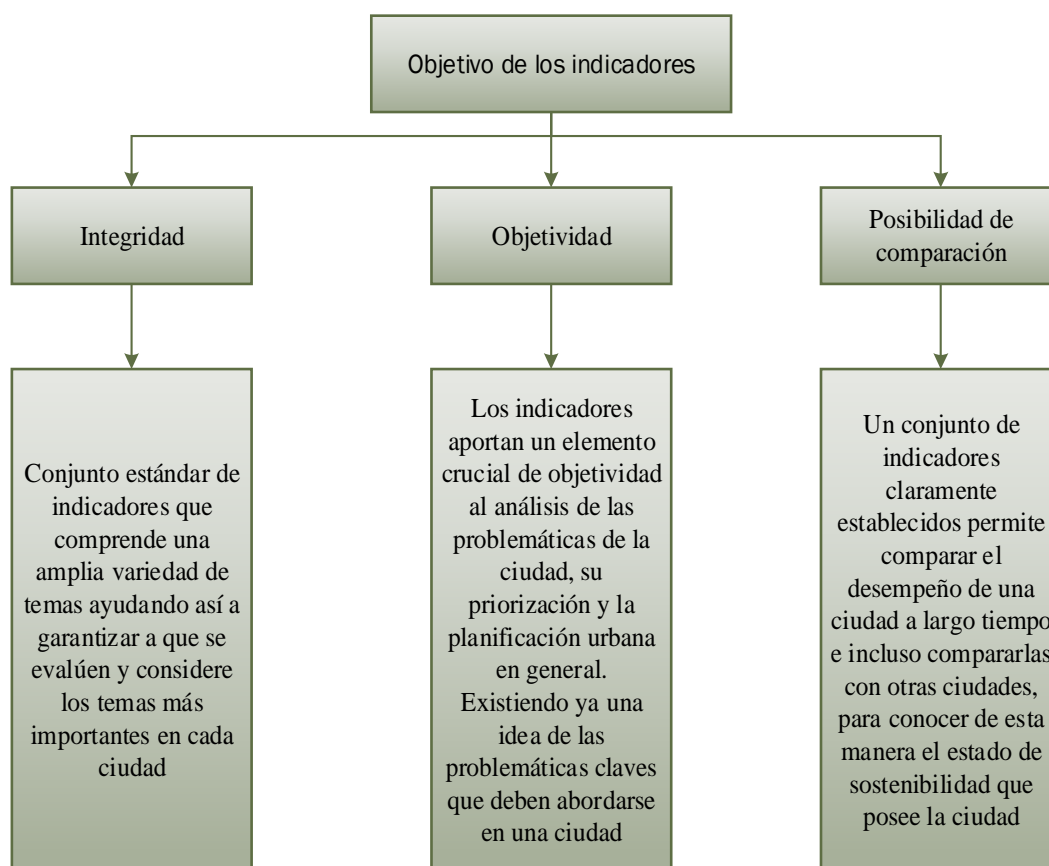 Objetivo de los indicadores
Integridad
Objetividad
Posibilidad de
comparación
Conjunto estándar de
indicadores que
comprende una
amplia variedad de
temas ayudando así a
garantizar a que se
evalúen y considere
los temas más
importantes en cada
ciudad
Los indicadores
aportan un elemento
crucial de objetividad
al análisis de las
problemáticas de la
ciudad, su
priorización y la
planificación urbana
en general.
Existiendo ya una
idea de las
problemáticas claves
que deben abordarse
en una ciudad
Un conjunto de
indicadores
claramente
establecidos permite
comparar el
desempeño de una
ciudad a largo tiempo
e incluso compararlas
con otras ciudades,
para conocer de esta
manera el estado de
sostenibilidad que
posee la ciudad